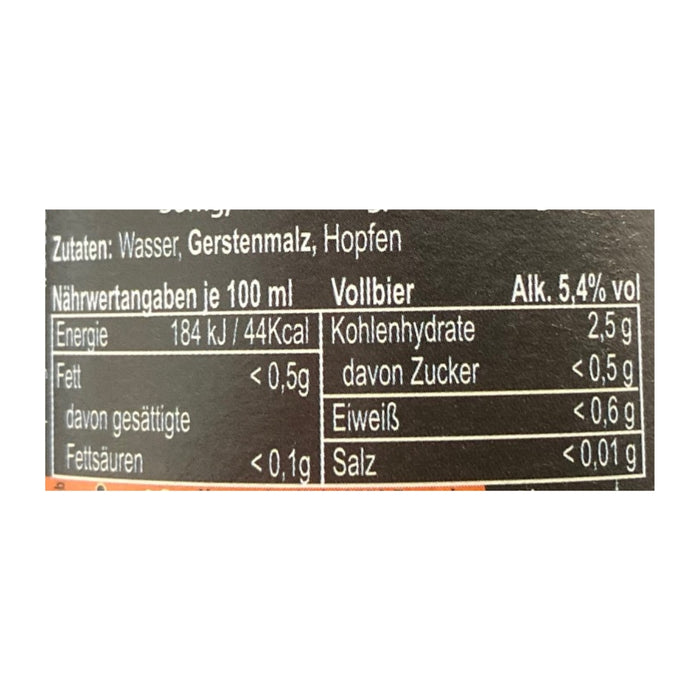 Zutaten: Wasser, Gerstenmalz, Hopfen
Nährwertangaben je 100 ml Vollbier Alk. 5,4% vol
Energie 184 kJ / 44Kcal
Fett <0,5g
davon gesättigte
Fettsäuren <0,1g
Kohlenhydrate 2,5 g
davon Zucker <0,5 g
Eiweiß <0,6 g
Salz <0,01 g